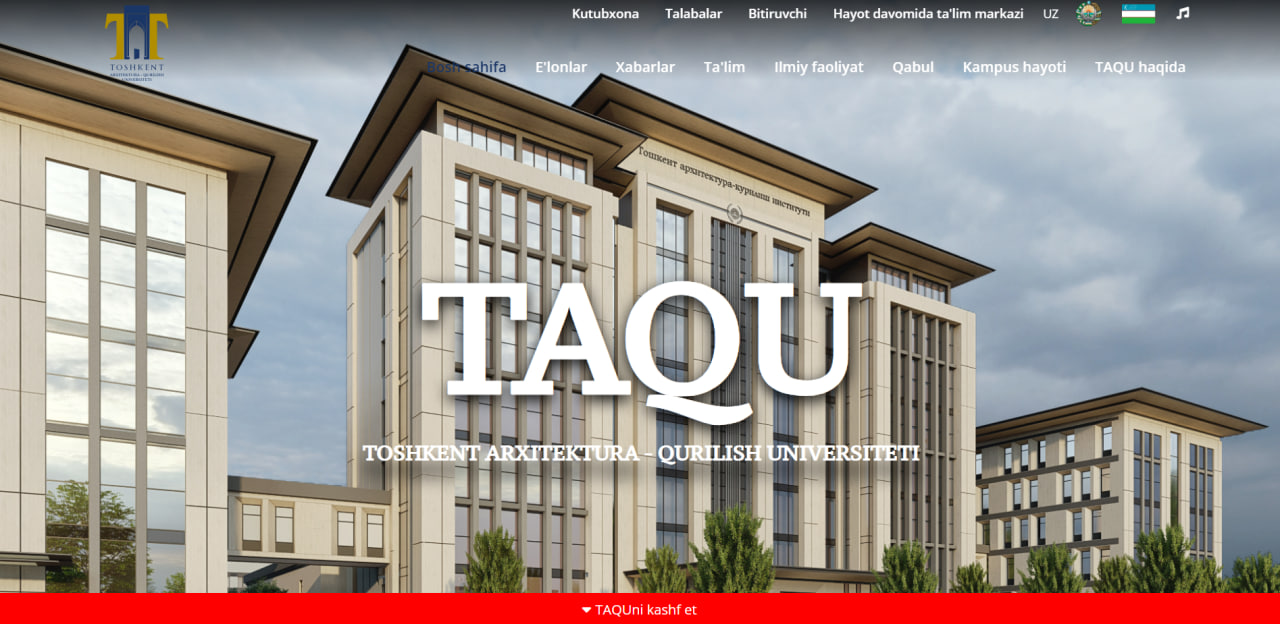 Kutubxona Talabalar Bitiruvchi Hayot davomida ta'lim markazi UZ
TOSHKENT
ARXITEKTURA - QURILISH
UNIVERSITETI
Bosh sahifa E'lonlar Xabarlar Ta'lim Ilmiy faoliyat Qabul Kampus hayoti TAQU haqida
Тошкент архитектура-қурилиш институти
TAQU
TOSHKENT ARXITEKTURA - QURILISH UNIVERSITETI
TAQUni kashf et